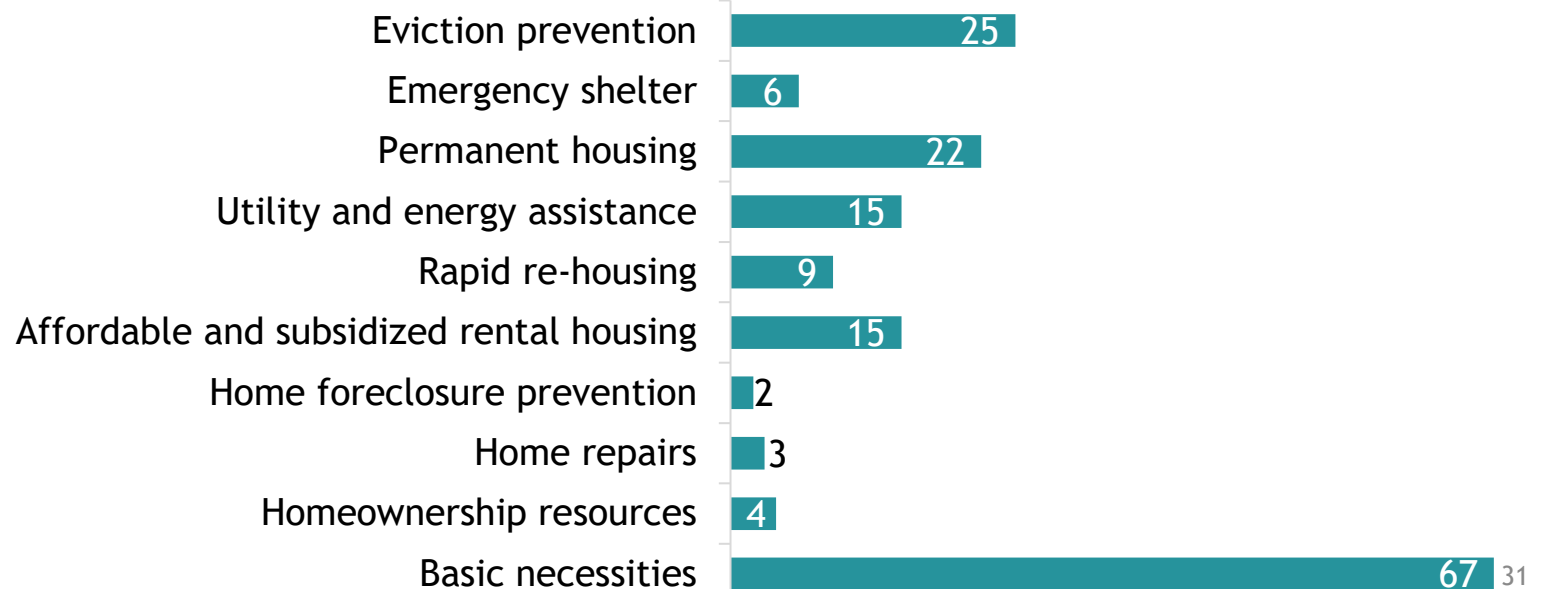 Eviction prevention 25
Emergency shelter 6
Permanent housing 22
Utility and energy assistance 15
Rapid re-housing 9
Affordable and subsidized rental housing 15
Home foreclosure prevention 2
Home repairs 3
Homeownership resources 4
Basic necessities 67 31